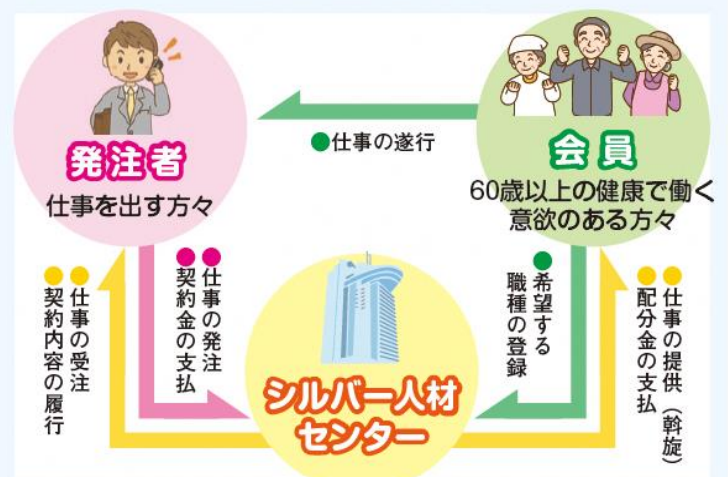 発注者
仕事を出す方々
●仕事の遂行
会員
60歳以上の健康で働く
意欲のある方々
●仕事の受注
●契約内容の履行
●仕事の発注
●契約金の支払
●希望する
職種の登録
●仕事の提供（斡旋）
●配分金の支払
シルバー人材
センター